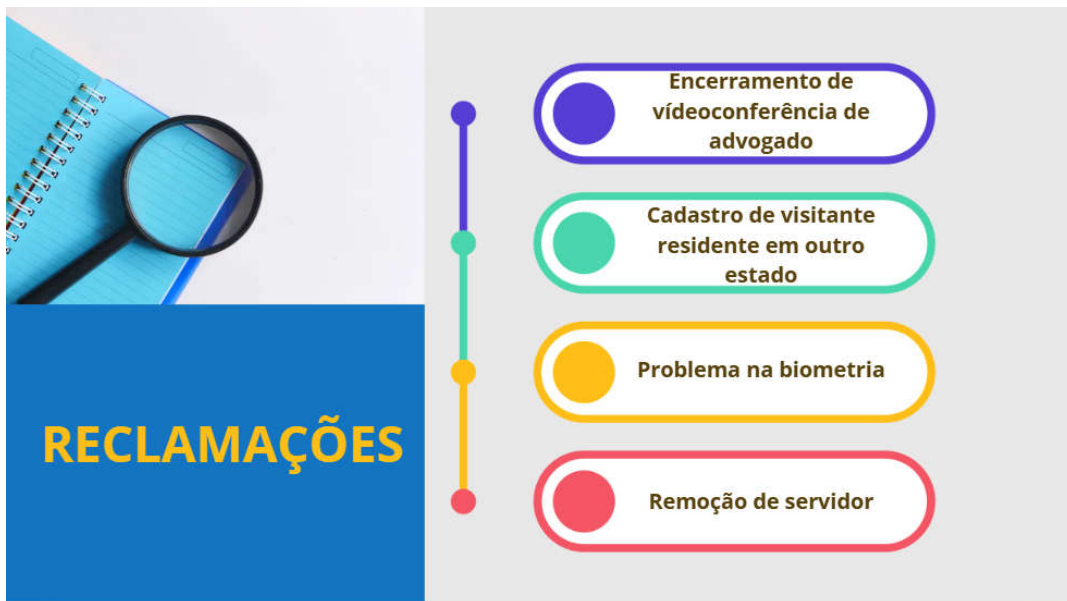 RECLAMAÇÕES
Encerramento de
vídeoconferência de
advogado
Cadastro de visitante
residente em outro
estado
Problema na biometria
Remoção de servidor